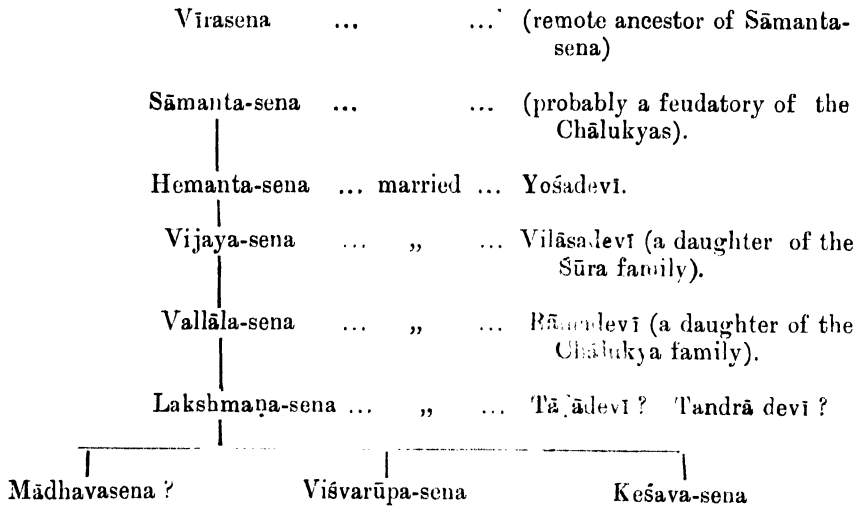 Vīrasena ... ... (remote ancestor of Sāmanta-
sena)
Sāmanta-sena ... ... (probably a feudatory of the
Chālukyas).
Hemanta-sena ... married ... Yośadevī.
Vijaya-sena ... ,, ... Vilāsadevī (a daughter of the
Śūra family).
Vallāla-sena ... ,, ... (a daughter of the
Chālukya family).
Lakshmaṇa-sena ... ,, ... Tandrā devī ?
Mādhavasena ? Viśvarūpa-sena Keśava-sena